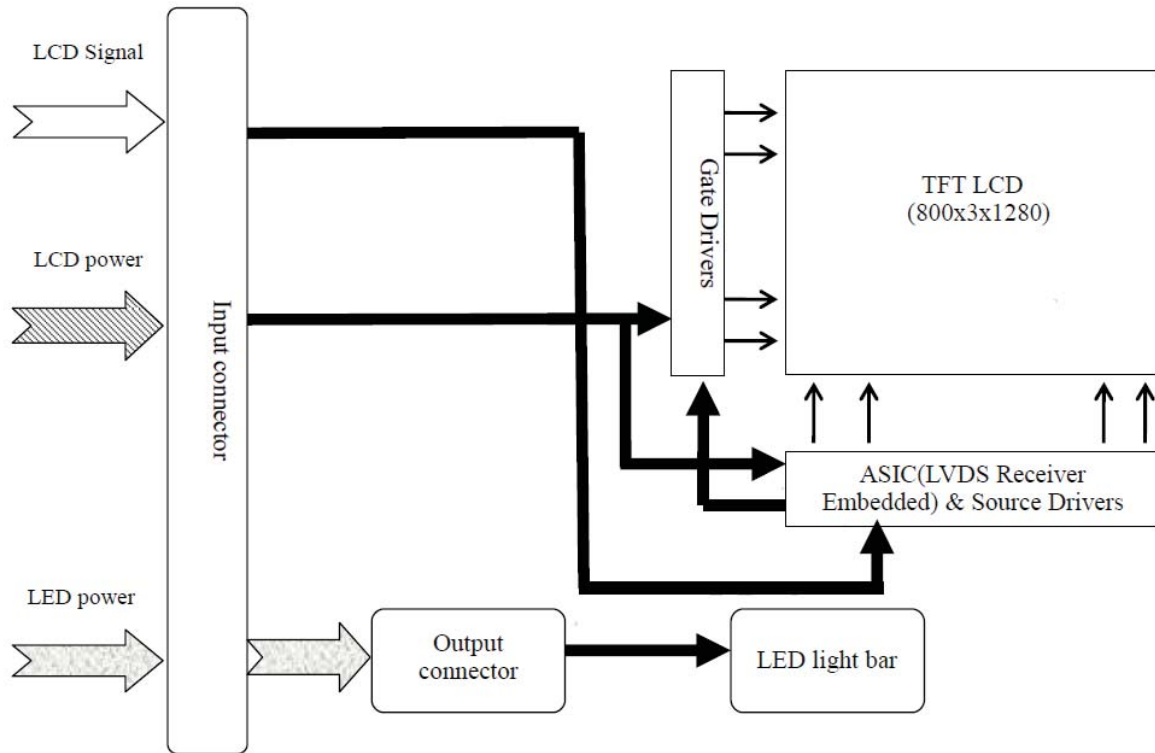 LCD Signal
LCD power
LED power
Input connector
Gate Drivers
TFT LCD
(800x3x1280)
ASIC(LVDS Receiver
Embedded) & Source Drivers
Output
connector
LED light bar